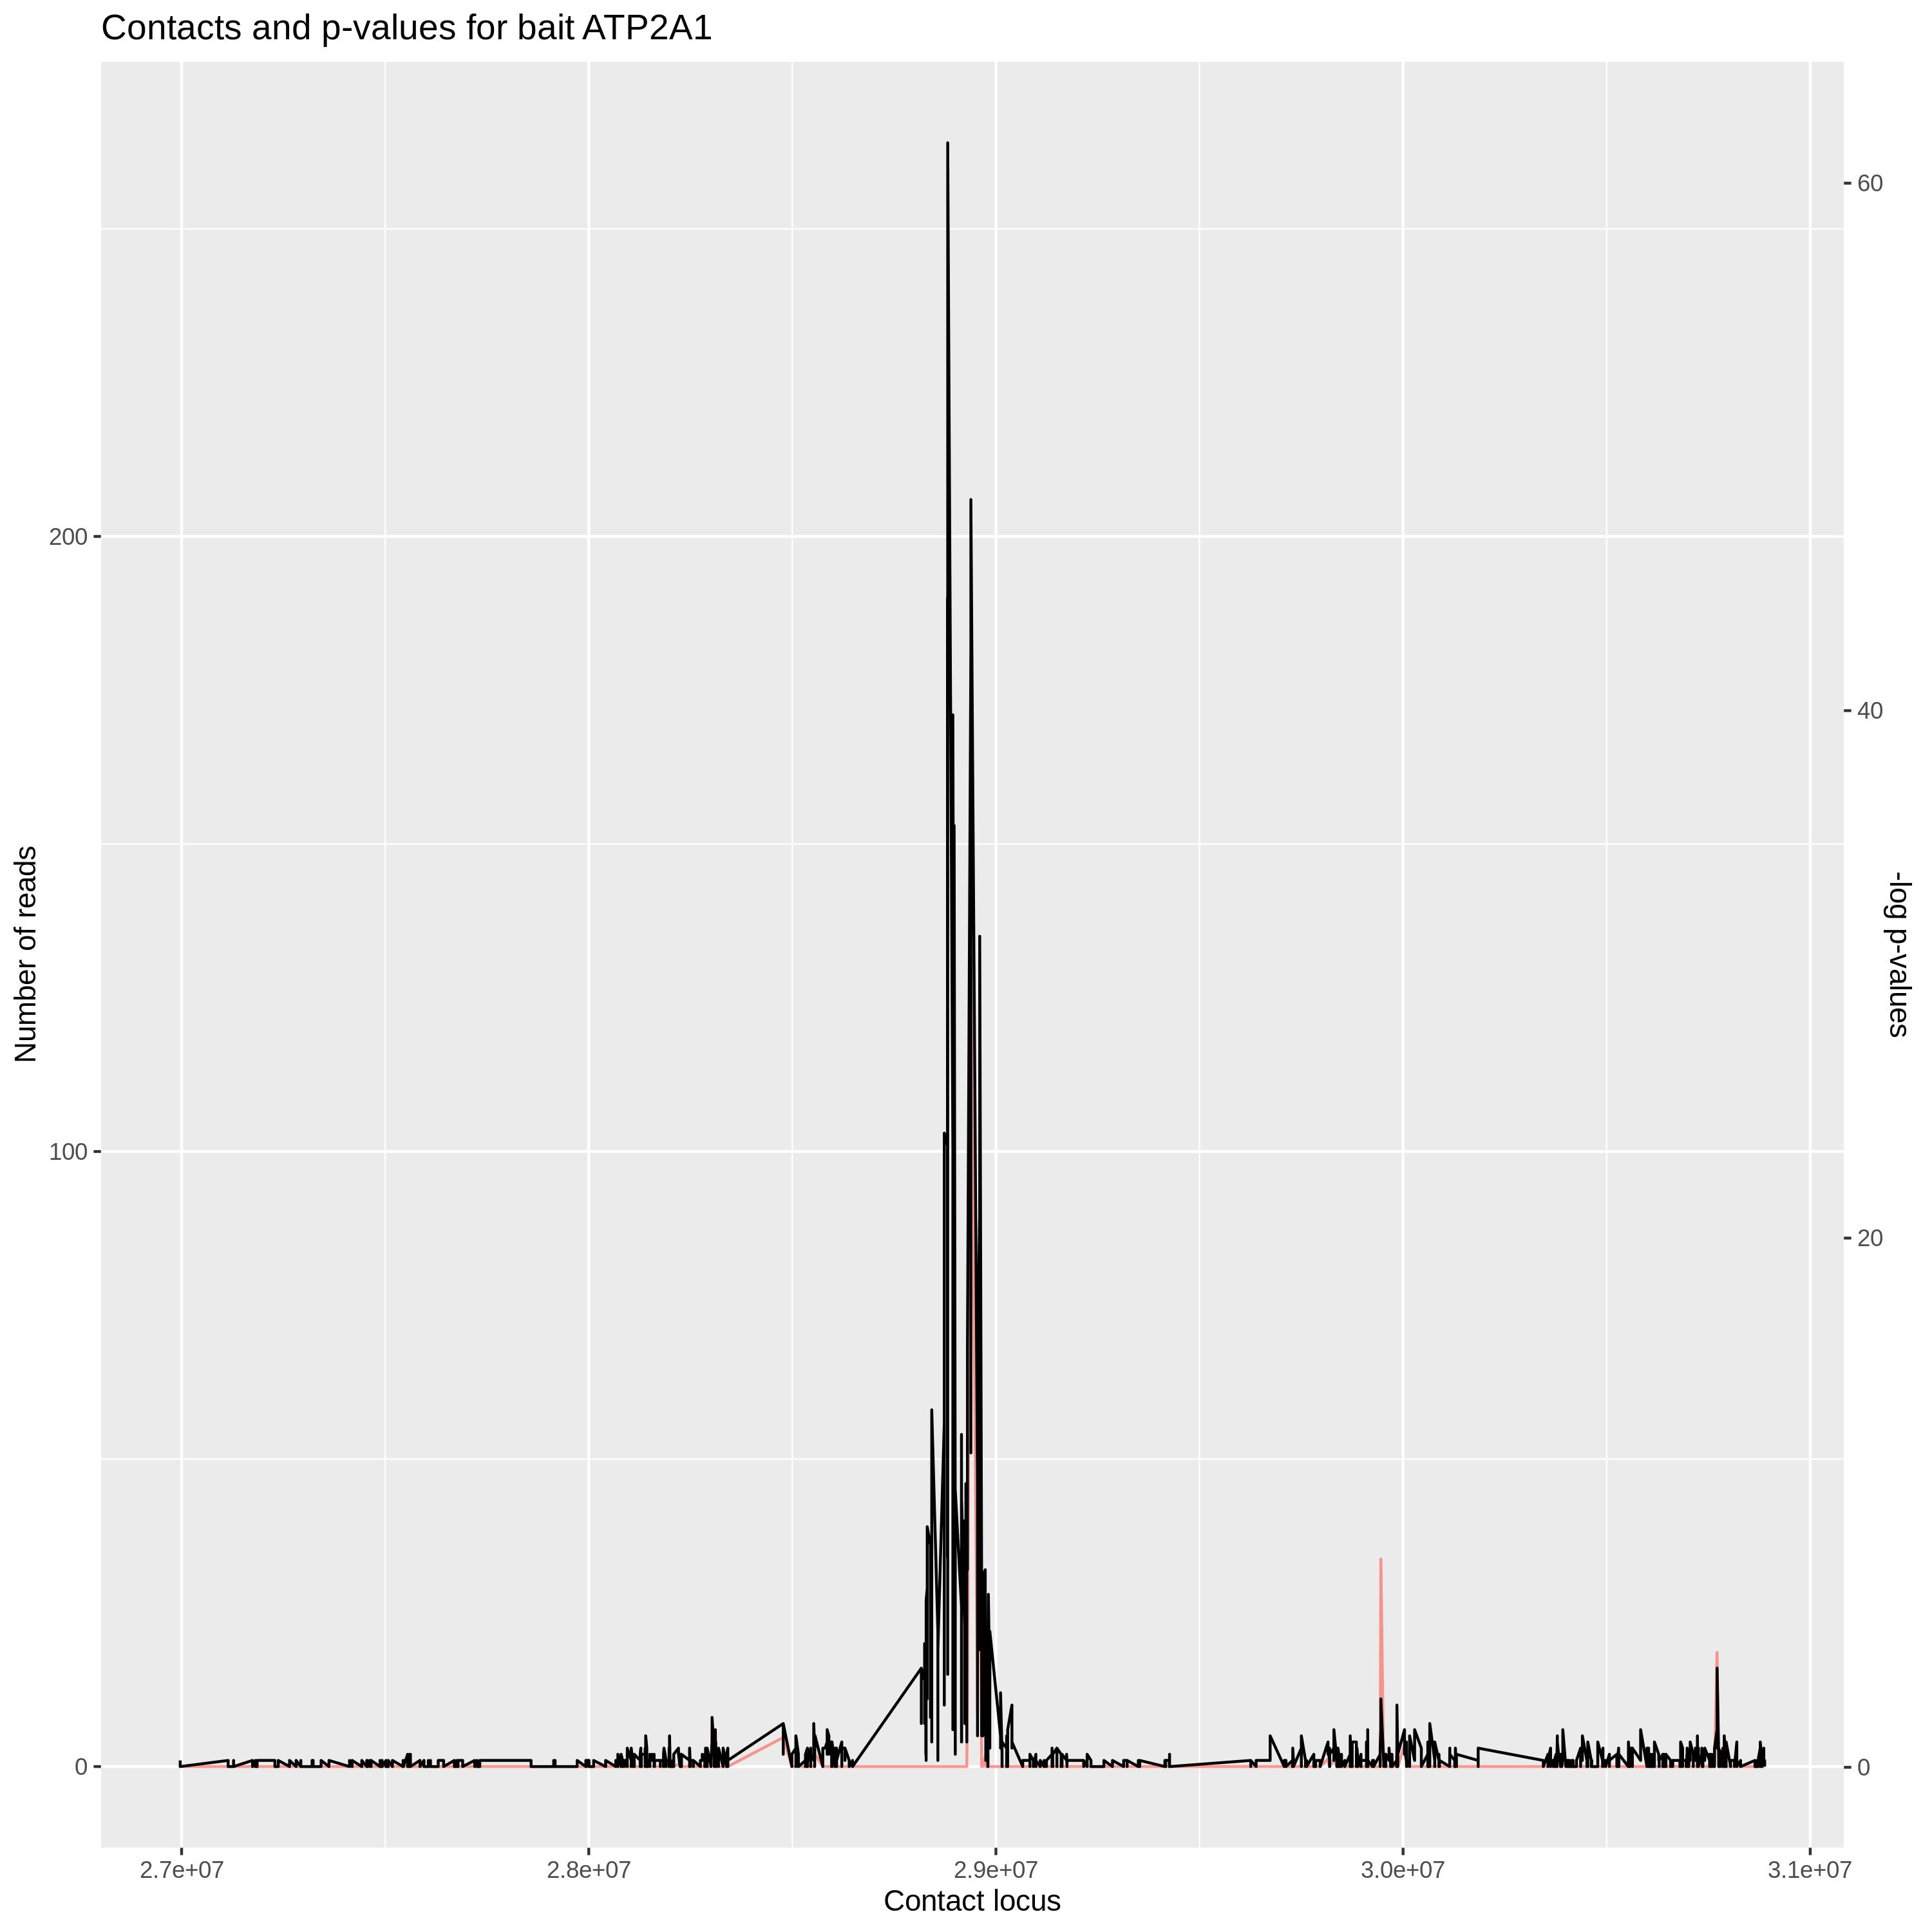 Contacts and p-values for bait ATP2A1
Number of reads
200
100
0
60
40
20
0
-log p-values
2.7e+07
2.8e+07
2.9e+07
3.0e+07
3.1e+07
Contact locus